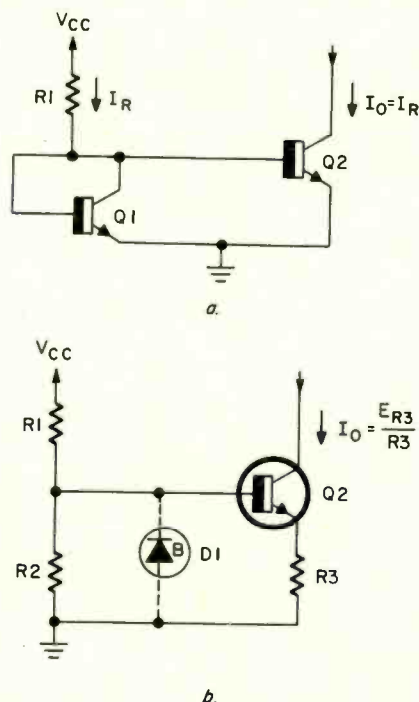 VCC
R1
IR
IO=IR
Q2
Q1
a.
VCC
R1
IO = ER3/R3
Q2
B
D1
R2
R3
b.